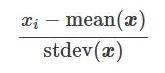 xᵢ − mean(x)
stdev(x)